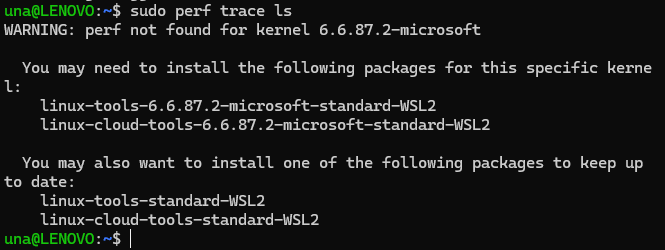 una@LENOVO:~$ sudo perf trace ls
WARNING: perf not found for kernel 6.6.87.2-microsoft

  You may need to install the following packages for this specific kerne
l:
    linux-tools-6.6.87.2-microsoft-standard-WSL2
    linux-cloud-tools-6.6.87.2-microsoft-standard-WSL2

  You may also want to install one of the following packages to keep up
to date:
    linux-tools-standard-WSL2
    linux-cloud-tools-standard-WSL2
una@LENOVO:~$